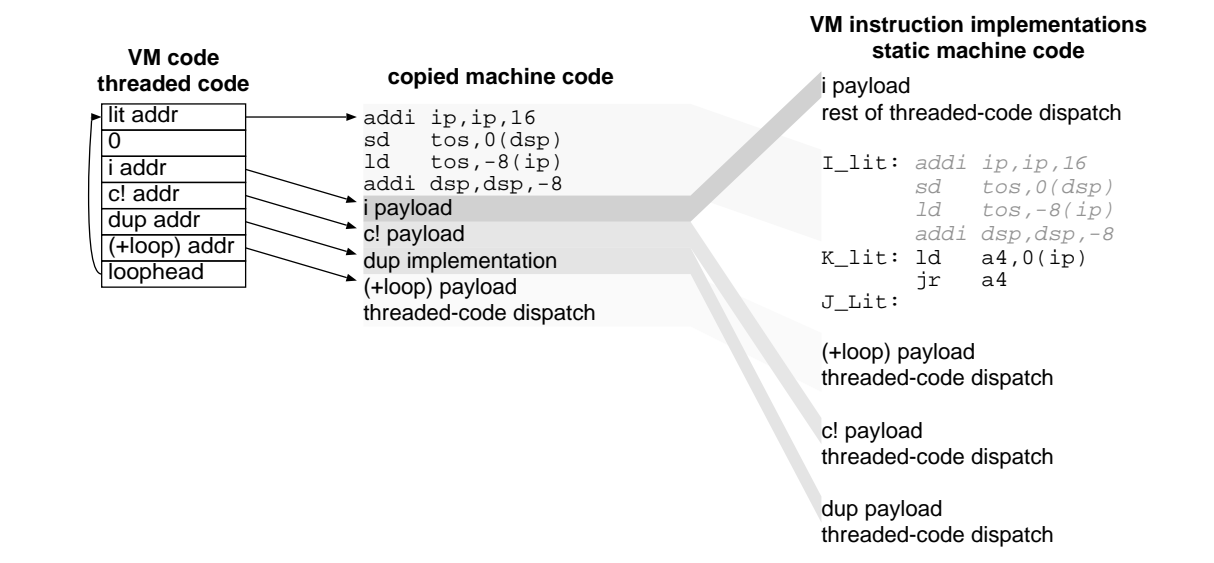 VM code
threaded code
lit addr
0
i addr
c! addr
dup addr
(+loop) addr
loophead
copied machine code
addi ip,ip,16
sd tos,0(dsp)
ld tos,-8(ip)
addi dsp,dsp,-8
i payload
c! payload
dup implementation
(+loop) payload
threaded-code dispatch
VM instruction implementations
static machine code
i payload
rest of threaded-code dispatch
I_lit: addi ip,ip,16
sd tos,0(dsp)
ld tos,-8(ip)
addi dsp,dsp,-8
K_lit: ld a4,0(ip)
jr a4
J_Lit:
(+loop) payload
threaded-code dispatch
c! payload
threaded-code dispatch
dup payload
threaded-code dispatch